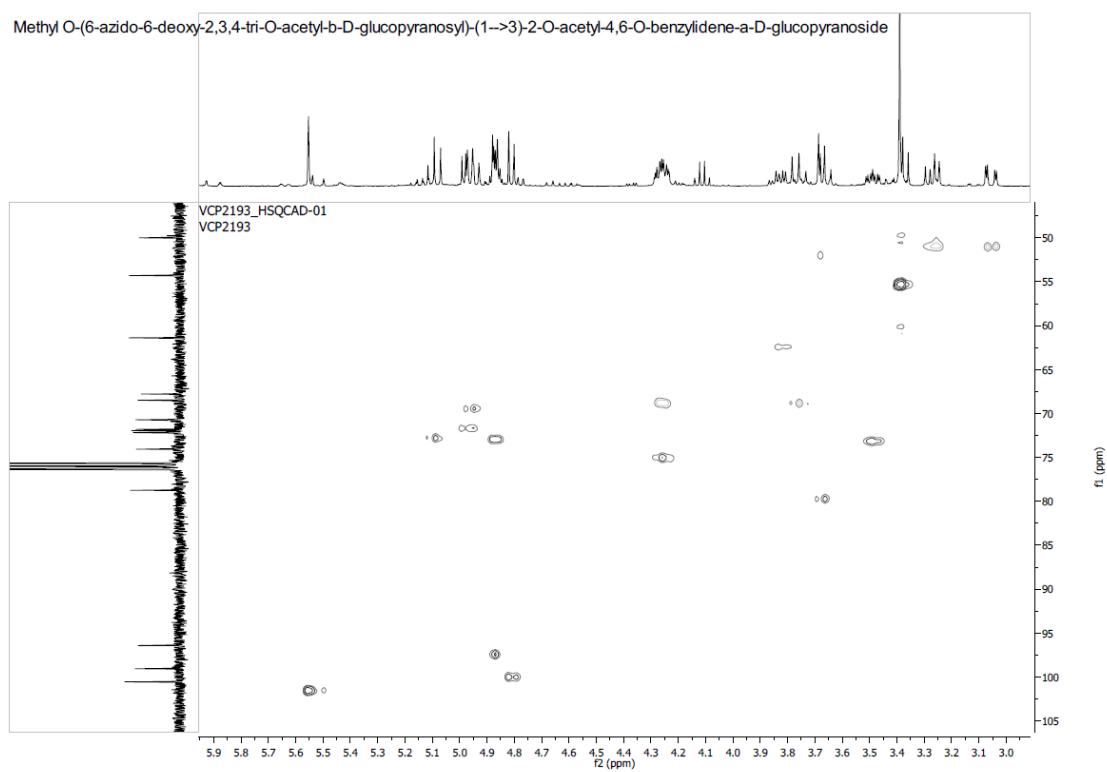 Methyl O-(6-azido-6-deoxy-2,3,4-tri-O-acetyl-b-D-glucopyranosyl)-(1-->3)-2-O-acetyl-4,6-O-benzylidene-a-D-glucopyranoside
VCP2193_HSQCAD-01
VCP2193
50
55
60
65
70
75
80
85
90
95
100
105
f1 (ppm)
5.9 5.8 5.7 5.6 5.5 5.4 5.3 5.2 5.1 5.0 4.9 4.8 4.7 4.6 4.5 4.4 4.3 4.2 4.1 4.0 3.9 3.8 3.7 3.6 3.5 3.4 3.3 3.2 3.1 3.0
f2 (ppm)